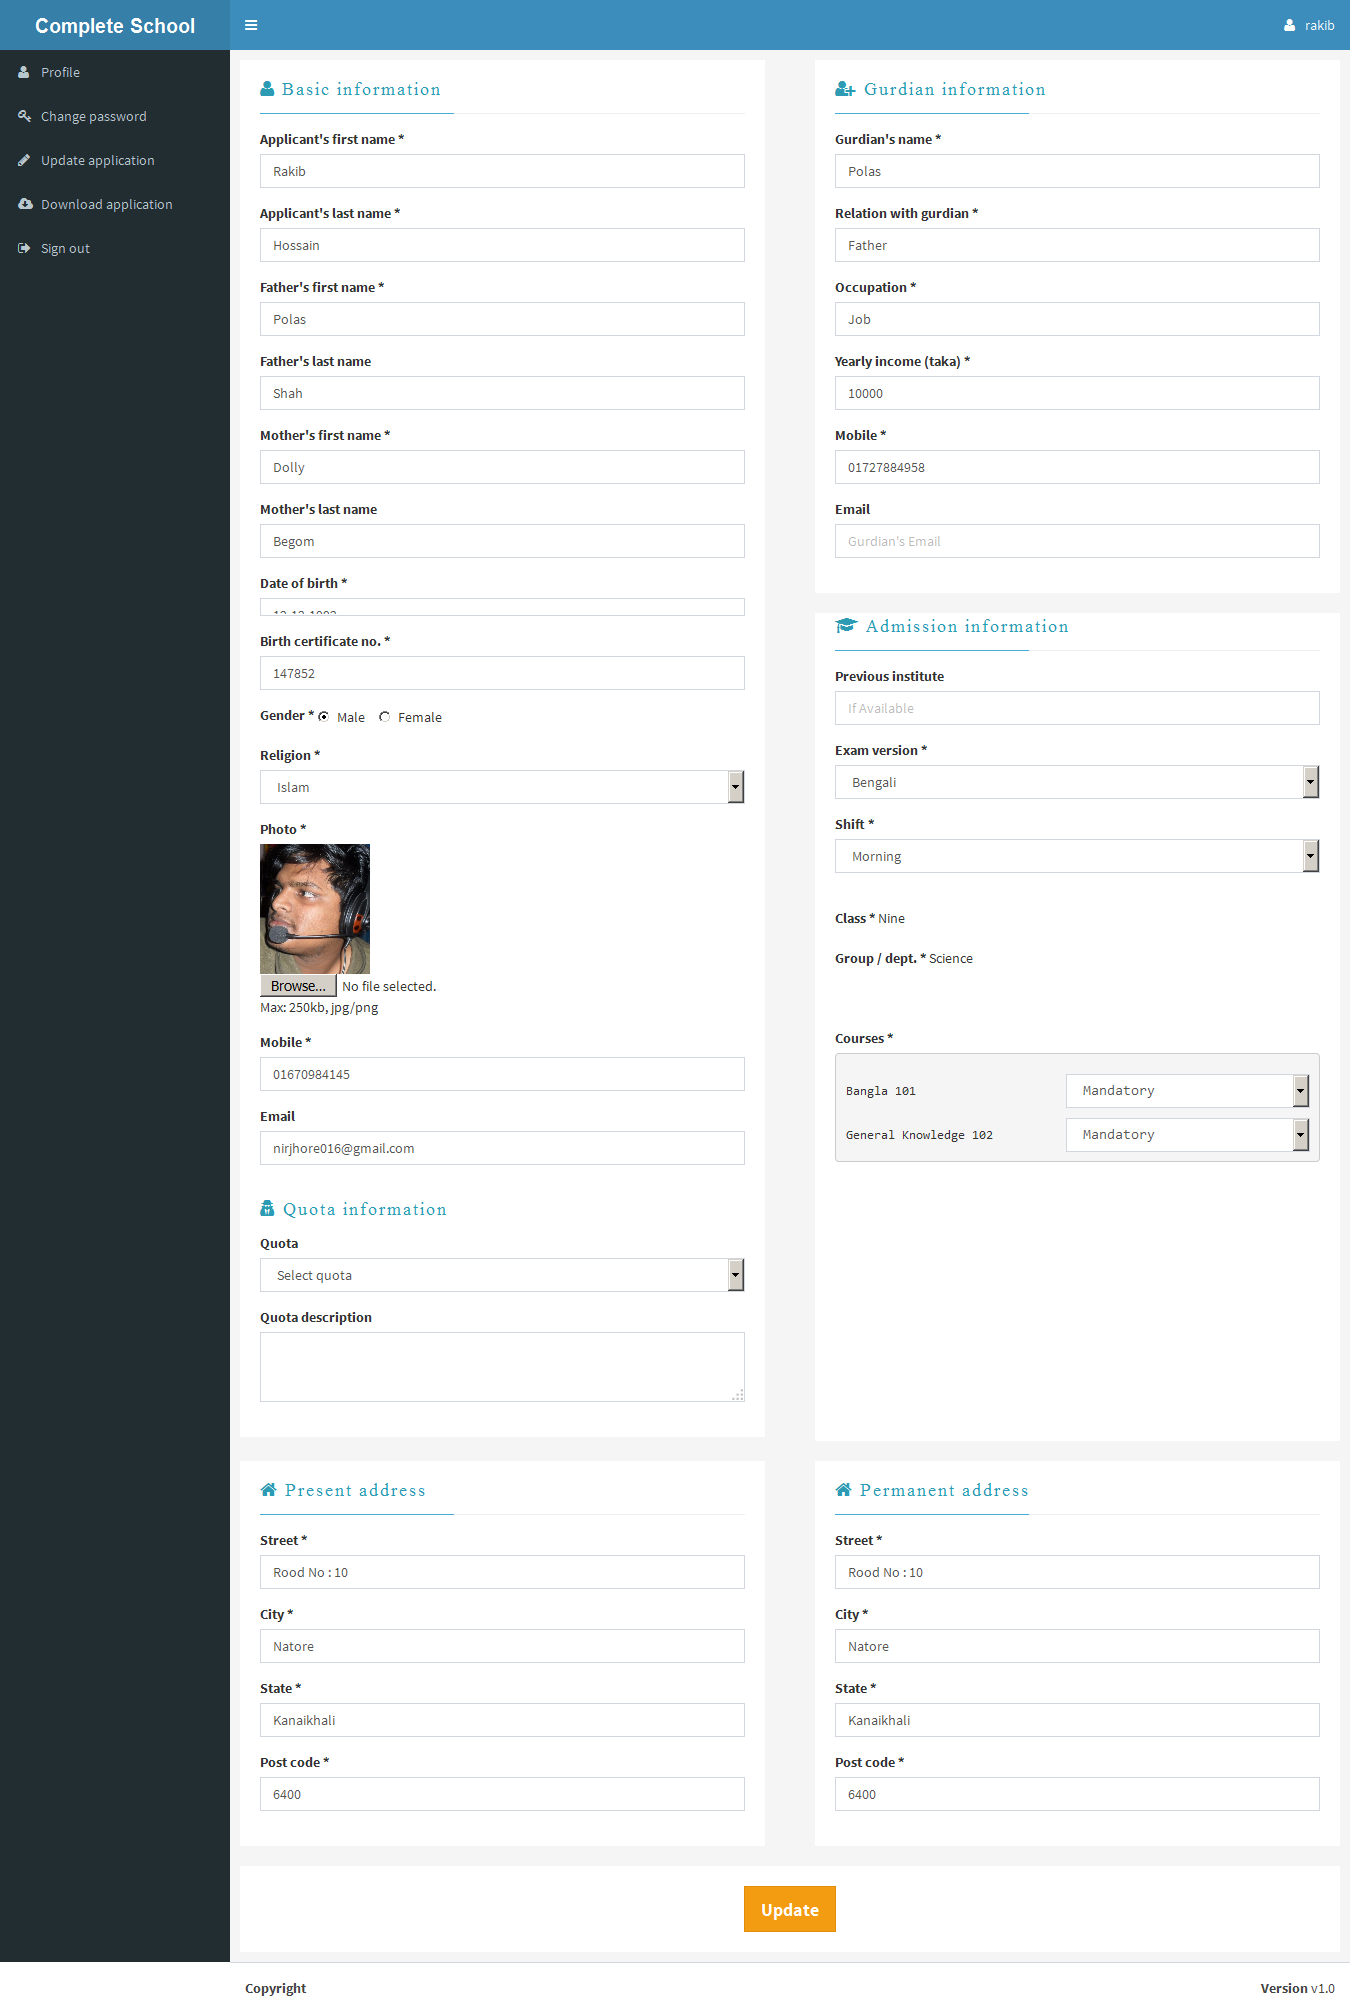 Complete School
rakib
Profile
Change password
Update application
Download application
Sign out
Basic information
Applicant's first name *
Rakib
Applicant's last name *
Hossain
Father's first name *
Polas
Father's last name
Shah
Mother's first name *
Dolly
Mother's last name
Begom
Date of birth *
Birth certificate no. *
147852
Gender * Male Female
Religion *
Islam
Photo *
Browse... No file selected.
Max: 250kb, jpg/png
Mobile *
01670984145
Email
nirjhore016@gmail.com
Quota information
Quota
Select quota
Quota description
Gurdian information
Gurdian's name *
Polas
Relation with gurdian *
Father
Occupation *
Job
Yearly income (taka) *
10000
Mobile *
01727884958
Email
Gurdian's Email
Admission information
Previous institute
If Available
Exam version *
Bengali
Shift *
Morning
Class * Nine
Group / dept. * Science
Courses *
Bangla 101 Mandatory
General Knowledge 102 Mandatory
Present address
Street *
Rood No : 10
City *
Natore
State *
Kanaikhali
Post code *
6400
Permanent address
Street *
Rood No : 10
City *
Natore
State *
Kanaikhali
Post code *
6400
Update
Copyright
Version v1.0